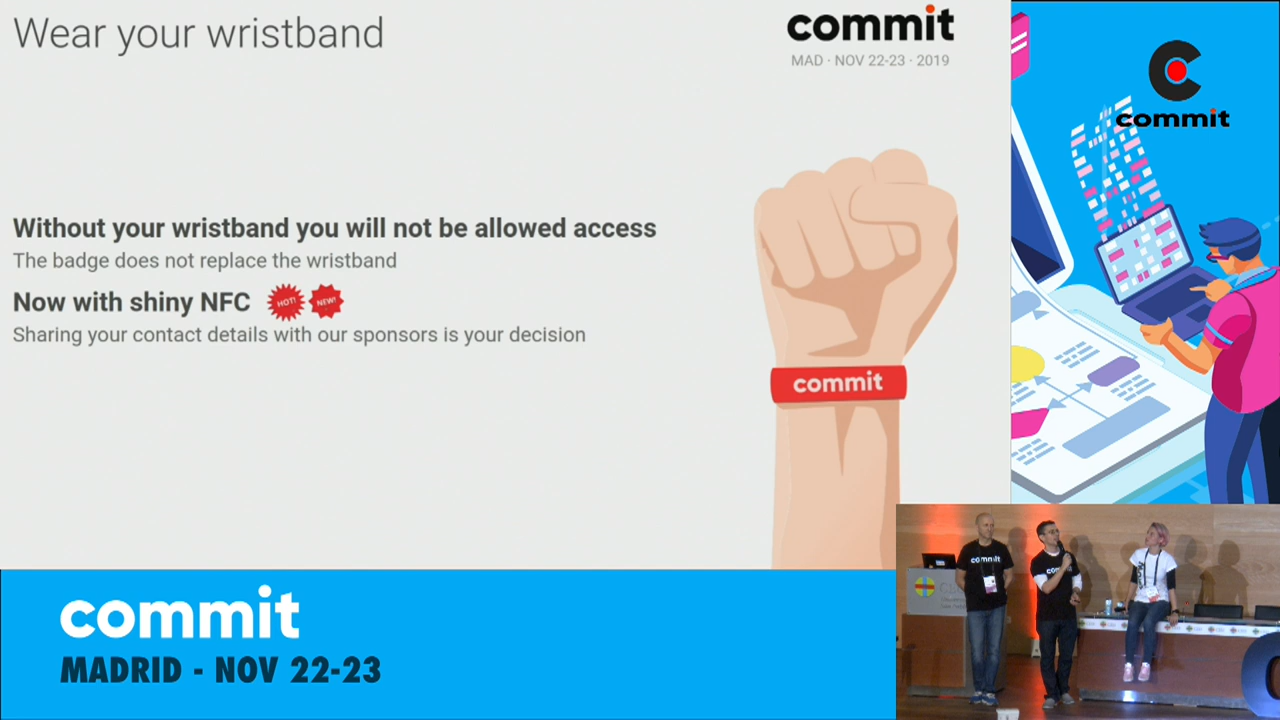 Wear your wristband
commit
MAD · NOV 22-23 · 2019
commit
Without your wristband you will not be allowed access
The badge does not replace the wristband
Now with shiny NFC
HOT!
NEW!
Sharing your contact details with our sponsors is your decision
commit
commit
MADRID - NOV 22-23
commit